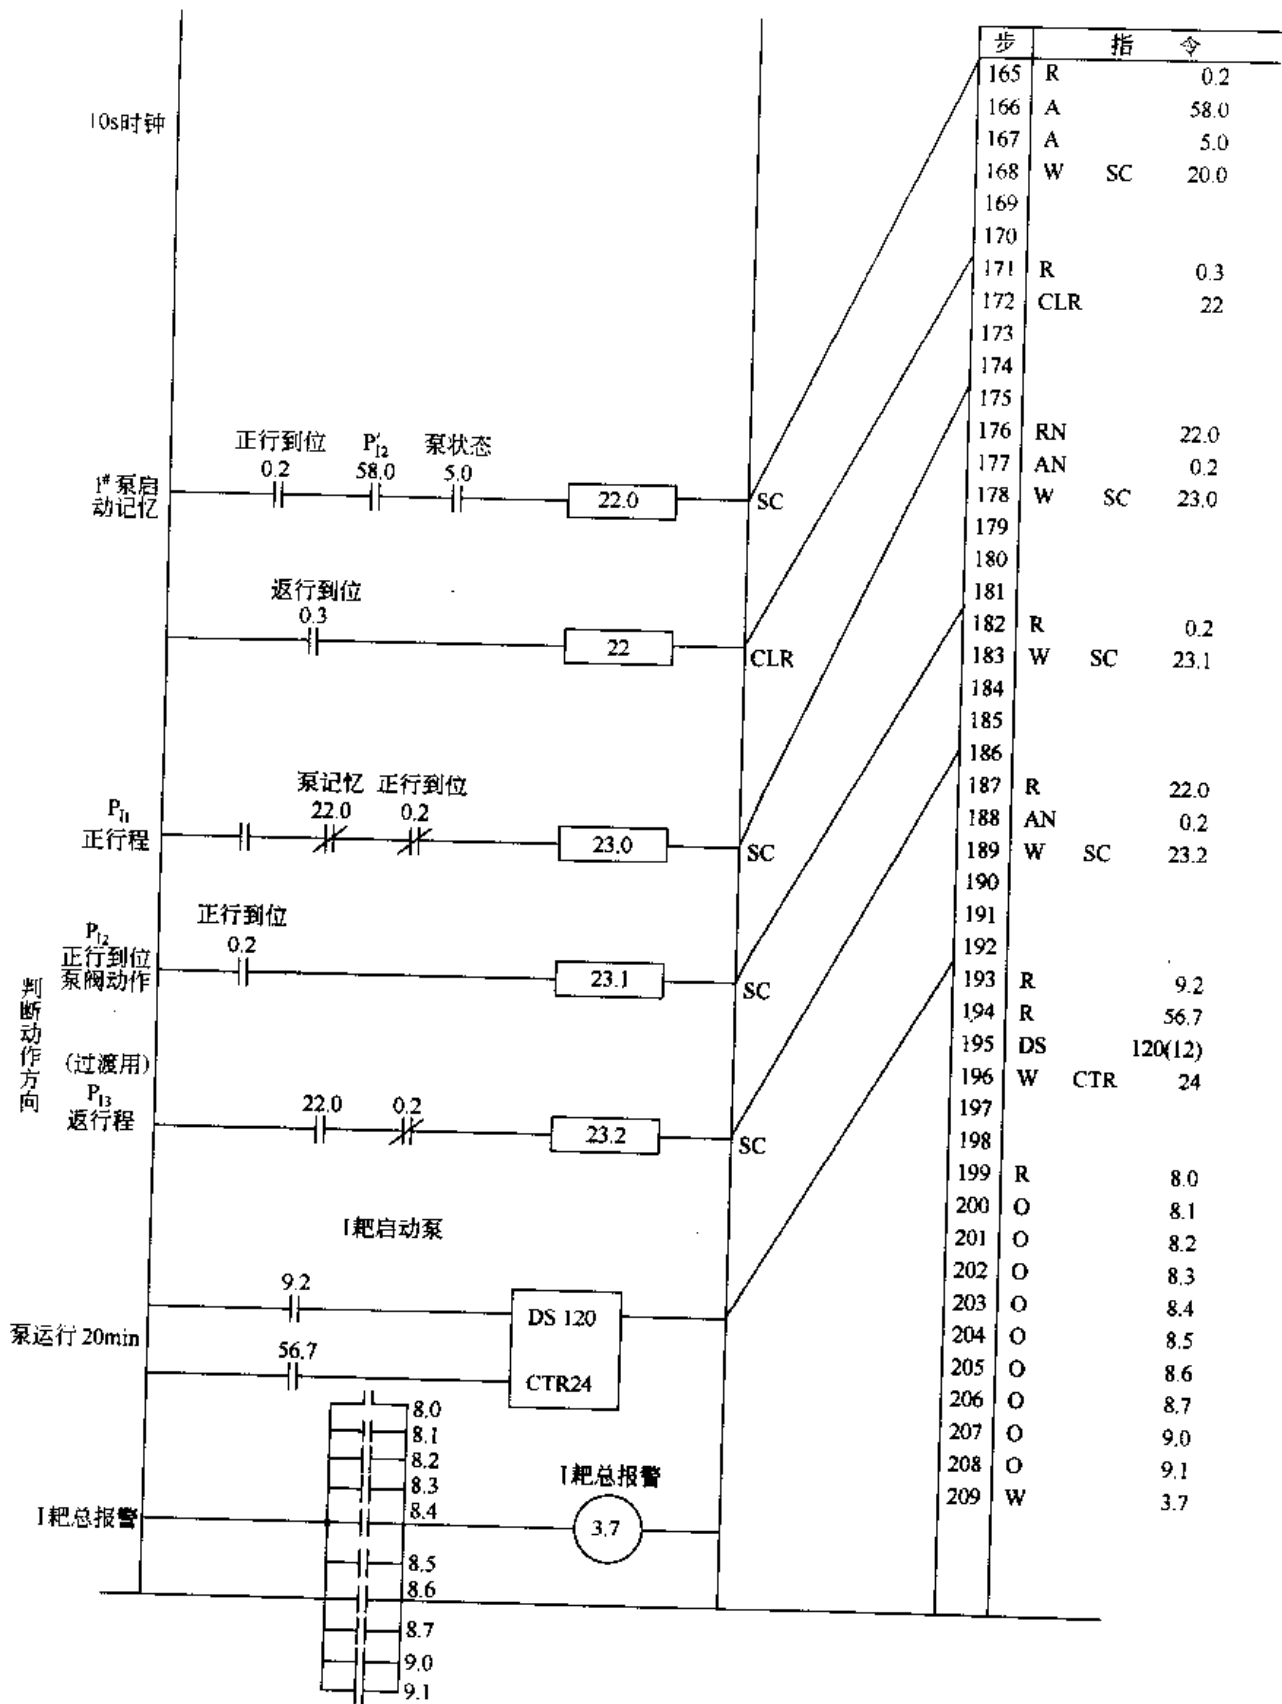 10s时钟
正行到位 P′I2 泵状态
0.2 58.0 5.0
1# 泵启
动记忆
22.0
SC
返行到位
0.3
22
CLR
泵记忆 正行到位
PI1
22.0 0.2
正行程
23.0
SC
正行到位
PI2
0.2
正行到位
泵阀动作
23.1
SC
判断动作方向
(过渡用)
PI3
返行程
22.0 0.2
23.2
SC
I耙启动泵
9.2
DS 120
泵运行 20min
56.7
CTR24
8.0
8.1
8.2
8.3
8.4
I耙总报警
I耙总报警
3.7
8.5
8.6
8.7
9.0
9.1
步 指 令
165 R 0.2
166 A 58.0
167 A 5.0
168 W SC 20.0
169
170
171 R 0.3
172 CLR 22
173
174
175
176 RN 22.0
177 AN 0.2
178 W SC 23.0
179
180
181
182 R 0.2
183 W SC 23.1
184
185
186
187 R 22.0
188 AN 0.2
189 W SC 23.2
190
191
192
193 R 9.2
194 R 56.7
195 DS 120(12)
196 W CTR 24
197
198
199 R 8.0
200 O 8.1
201 O 8.2
202 O 8.3
203 O 8.4
204 O 8.5
205 O 8.6
206 O 8.7
207 O 9.0
208 O 9.1
209 W 3.7